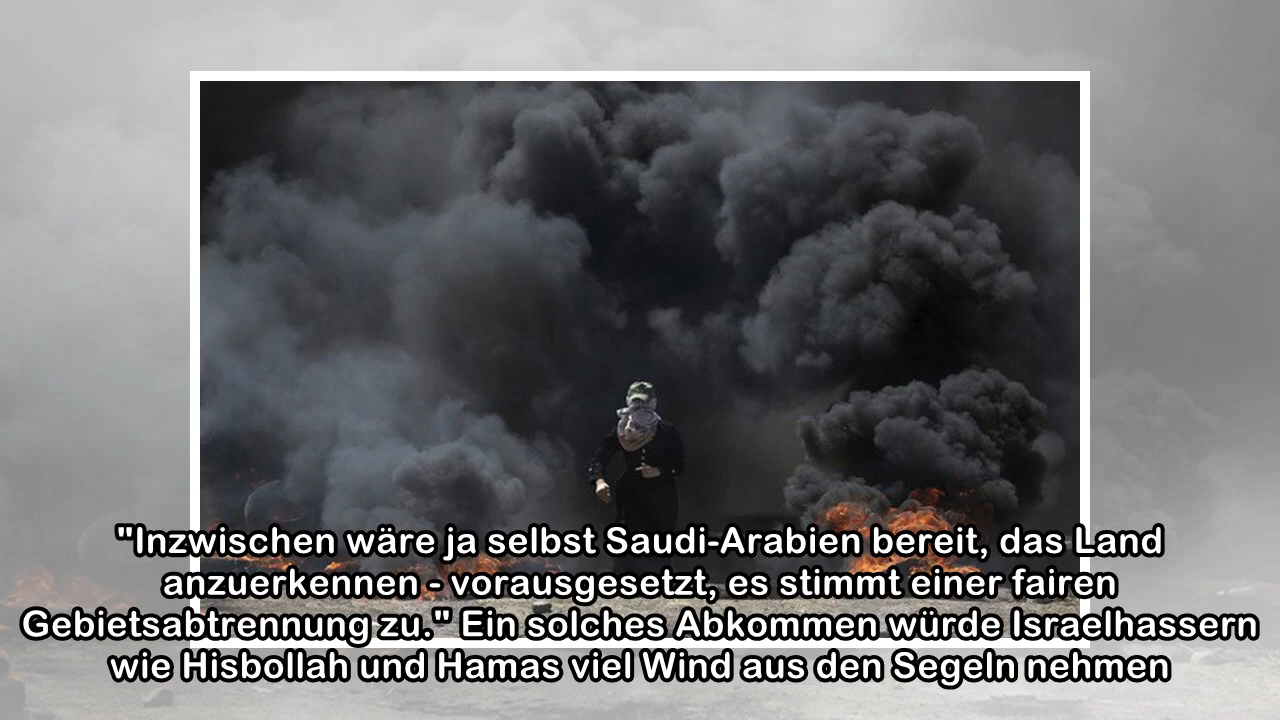 "Inzwischen wäre ja selbst Saudi-Arabien bereit, das Land
anzuerkennen - vorausgesetzt, es stimmt einer fairen
Gebietsabtrennung zu." Ein solches Abkommen würde Israelhassern
wie Hisbollah und Hamas viel Wind aus den Segeln nehmen